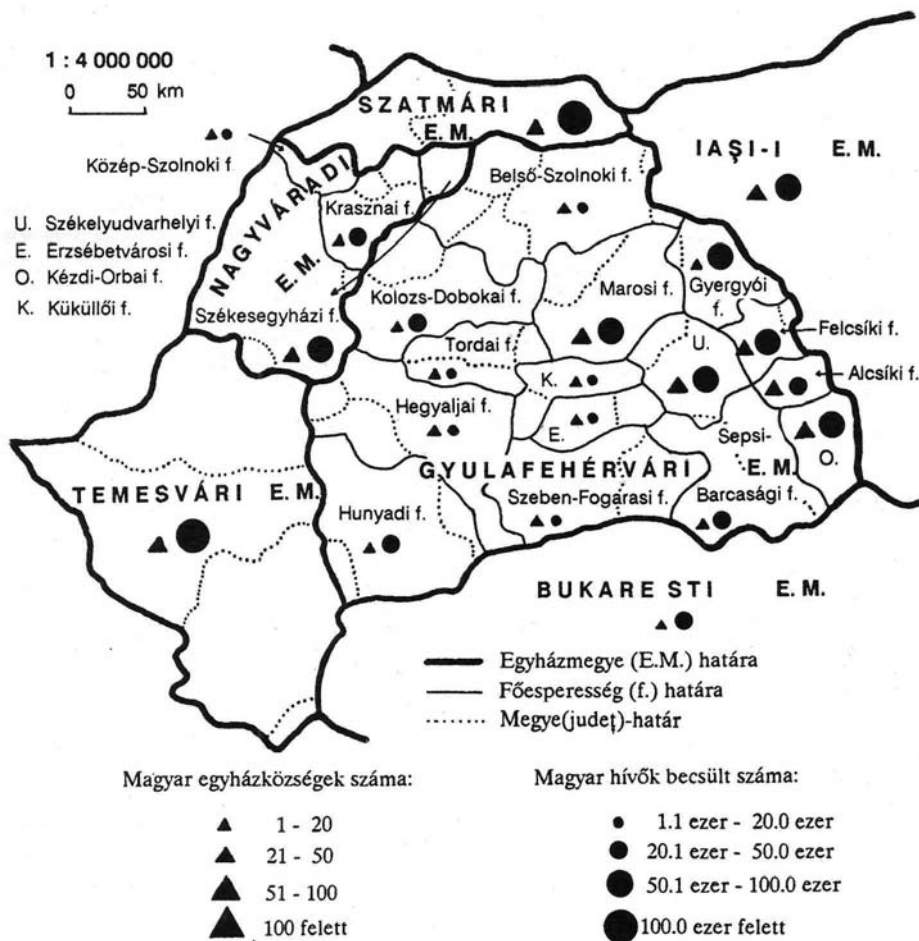 1 : 4 000 000
0 50 km
SZATMÁRI
E. M.
Közép-Szolnoki f.
IAŞI-I E. M.
Belső-Szolnoki f.
NAGYVÁRADI
E. M.
Krasznai f.
U. Székelyudvarhelyi f.
E. Erzsébetvárosi f.
O. Kézdi-Orbai f.
K. Küküllői f.
Kolozs-Dobokai f.
Marosi f.
Gyergyói
f.
Székesegyházi f.
Felcsíki f.
Tordai f.
U.
Alcsíki f.
K.
Hegyaljai f.
E.
Sepsi-
O.
GYULAFEHÉRVÁRI E. M.
TEMESVÁRI E. M.
Szeben-Fogarasi f.
Barcasági f.
Hunyadi f.
BUKARESTI E. M.
Egyházmegye (E.M.) határa
Főesperesség (f.) határa
Megye(judeţ)-határ
Magyar egyházközségek száma:
1 - 20
21 - 50
51 - 100
100 felett
Magyar hívők becsült száma:
1.1 ezer - 20.0 ezer
20.1 ezer - 50.0 ezer
50.1 ezer - 100.0 ezer
100.0 ezer felett